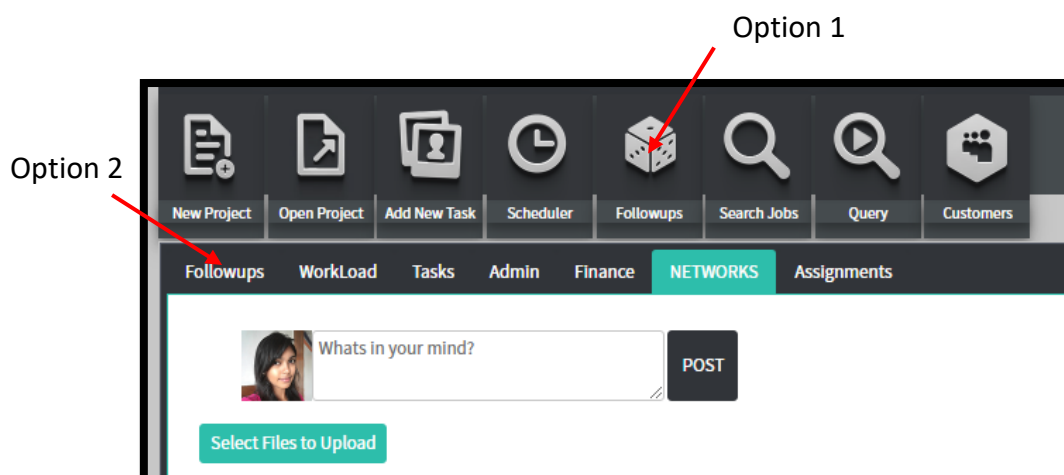 Option 1
Option 2
New Project Open Project Add New Task Scheduler Followups Search Jobs Query Customers
Followups WorkLoad Tasks Admin Finance NETWORKS Assignments
Whats in your mind?
POST
Select Files to Upload